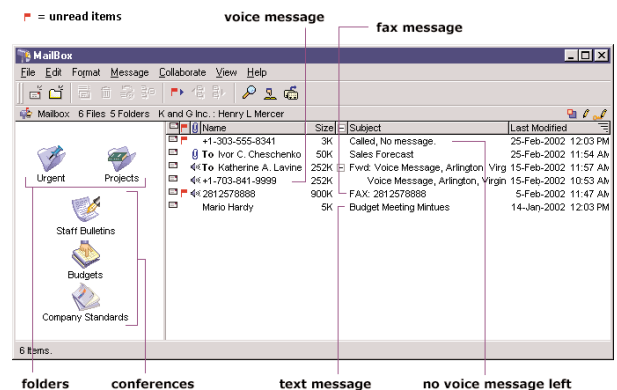 = unread items
voice message
fax message
MailBox
File Edit Format Message Collaborate View Help
Mailbox 6 Files 5 Folders K and G Inc. : Henry L Mercer
Name Size Subject Last Modified
+1-303-555-8341 3K Called, No message. 25-Feb-2002 12:03 PM
To Ivor C. Cheschenko 50K Sales Forecast 25-Feb-2002 11:54 AM
To Katherine A. Lavine 252K Fwd: Voice Message, Arlington, Virg 15-Feb-2002 11:57 AM
+1-703-841-9999 252K Voice Message, Arlington, Virgin 15-Feb-2002 10:53 AM
2812578888 900K FAX: 2812578888 5-Feb-2002 11:47 AM
Mario Hardy 5K Budget Meeting Mintues 14-Jan-2002 12:03 PM
Urgent Projects
Staff Bulletins
Budgets
Company Standards
6 Items.
folders conferences text message no voice message left